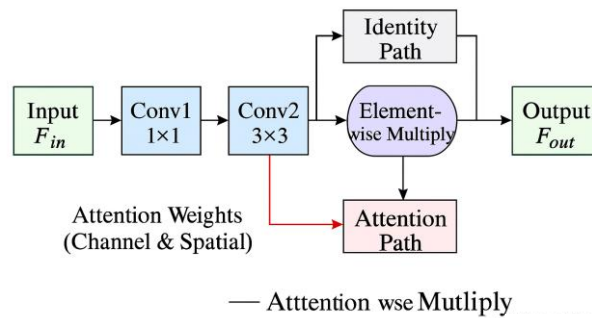 Identity
Path
Input
F_in
Conv1
1×1
Conv2
3×3
Element-
wise Multiply
Output
F_out
Attention Weights
(Channel & Spatial)
Attention
Path
— Atttention wse Mutliply